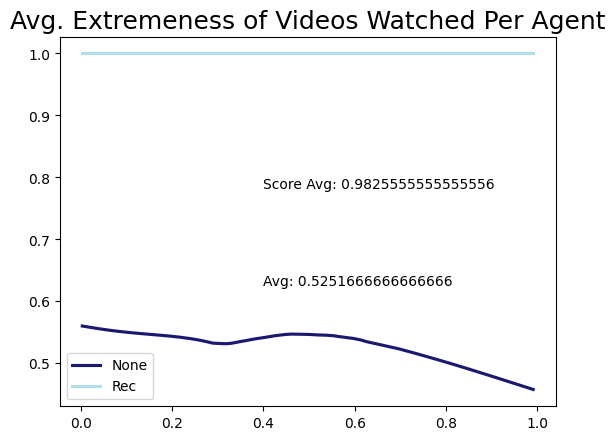 Avg. Extremeness of Videos Watched Per Agent
1.0
0.9
0.8
Score Avg: 0.9825555555555556
0.7
Avg: 0.5251666666666666
0.6
0.5
None
Rec
0.0 0.2 0.4 0.6 0.8 1.0